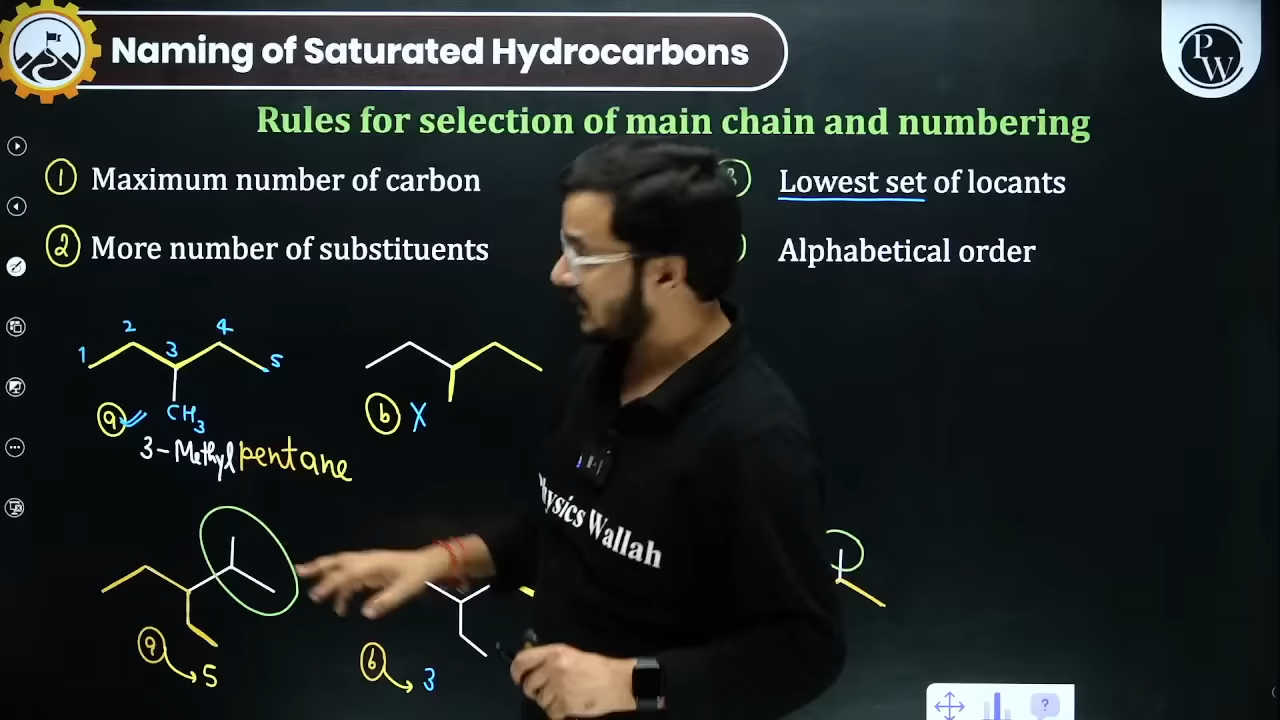 Naming of Saturated Hydrocarbons
PW
Rules for selection of main chain and numbering
1 Maximum number of carbon
2 More number of substituents
3 Lowest set of locants
Alphabetical order
1 2 3 4 5
CH3
a
b X
3-Methylpentane
a → 5
b → 3
Physics Wallah
?